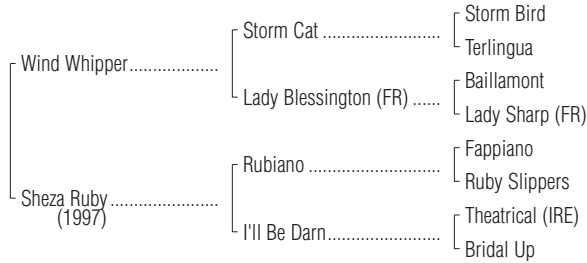 Storm Bird
Storm Cat ........................
Terlingua
Wind Whipper..................
Baillamont
Lady Blessington (FR) ......
Lady Sharp (FR)
Fappiano
Rubiano ...........................
Ruby Slippers
Sheza Ruby ......................
(1997)
Theatrical (IRE)
I'll Be Darn.......................
Bridal Up